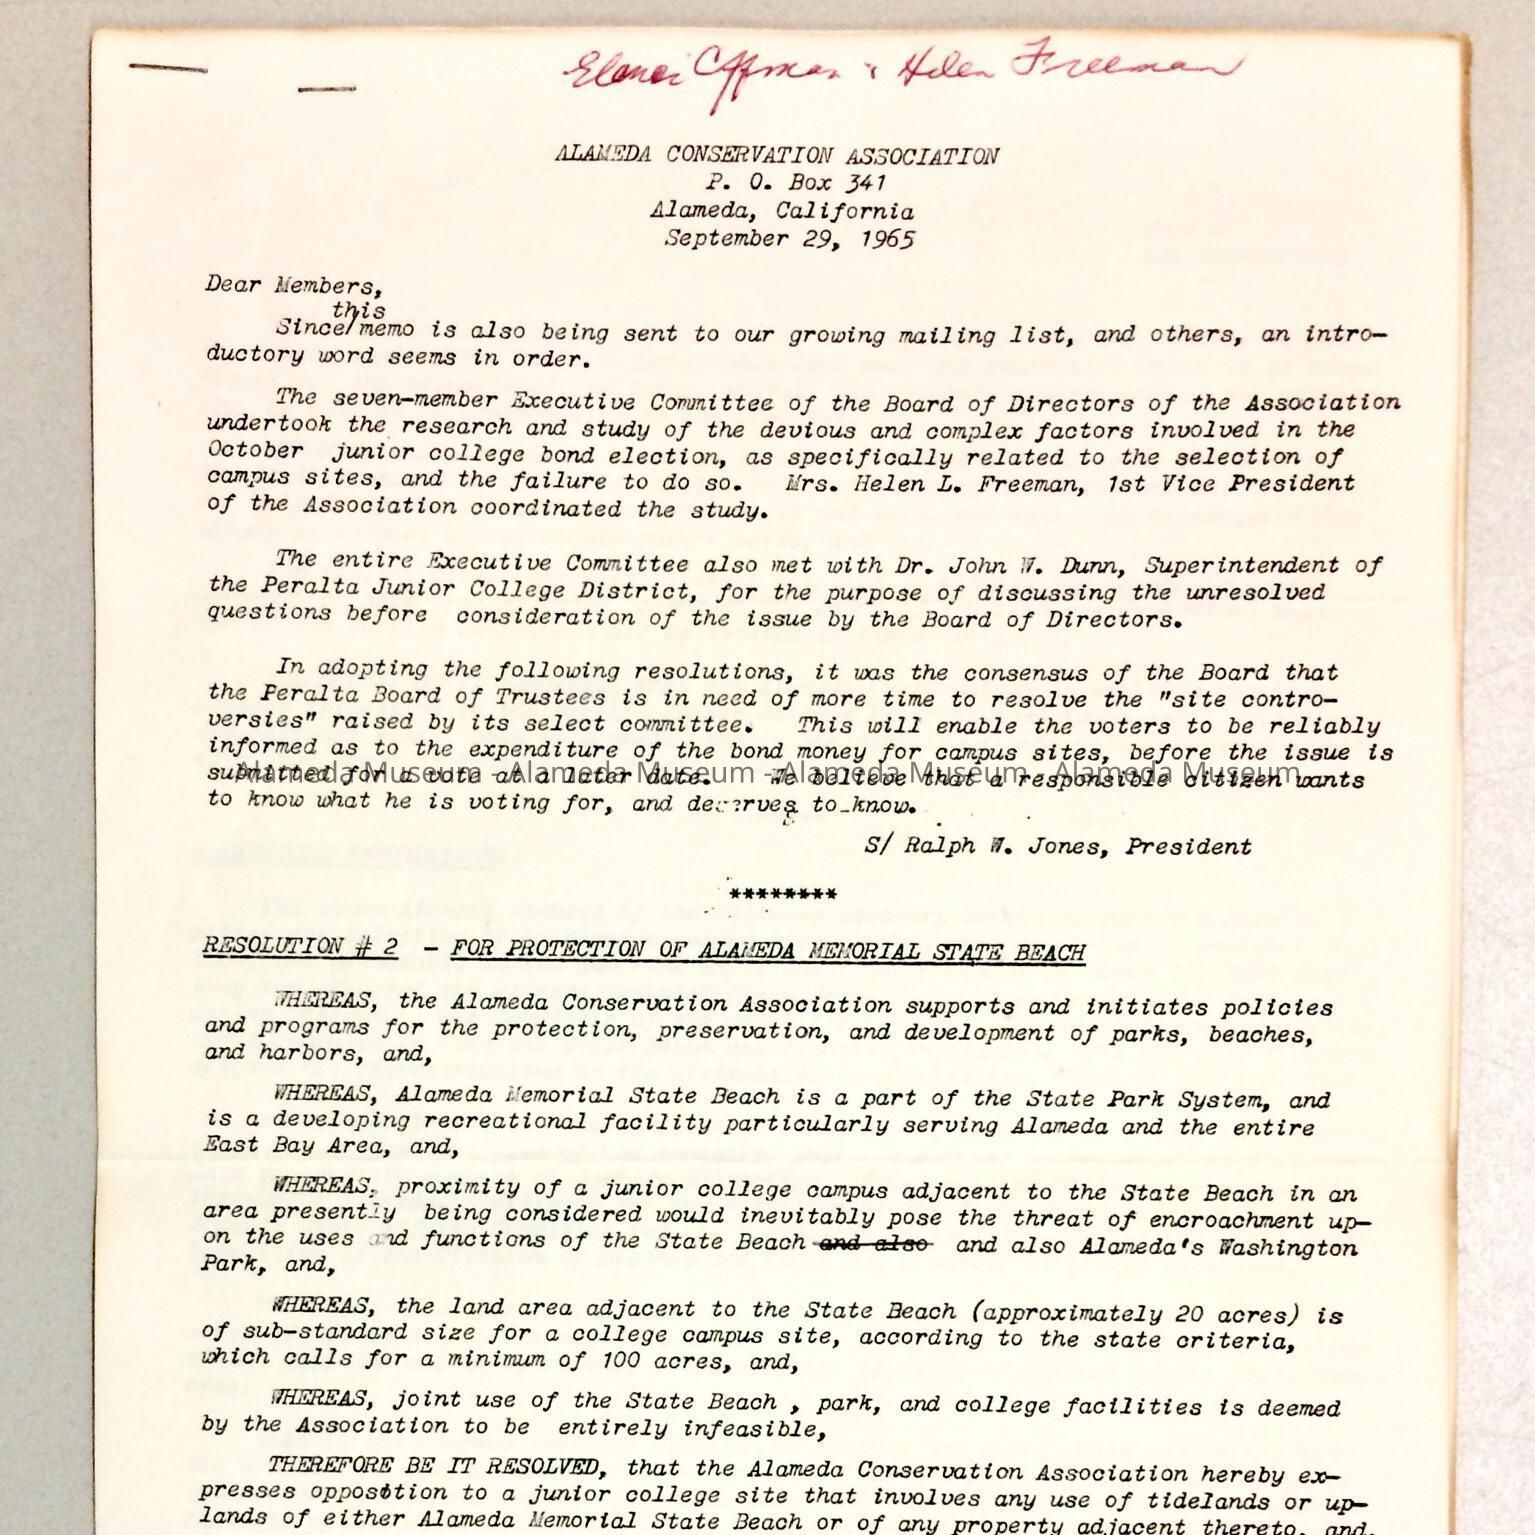 Elanor Coffman & Helen Freeman
ALAMEDA CONSERVATION ASSOCIATION
P. O. Box 341
Alameda, California
September 29, 1965
Dear Members,
this
Since/memo is also being sent to our growing mailing list, and others, an intro-
ductory word seems in order.
The seven-member Executive Committee of the Board of Directors of the Association
undertook the research and study of the devious and complex factors involved in the
October junior college bond election, as specifically related to the selection of
campus sites, and the failure to do so. Mrs. Helen L. Freeman, 1st Vice President
of the Association coordinated the study.
The entire Executive Committee also met with Dr. John W. Dunn, Superintendent of
the Peralta Junior College District, for the purpose of discussing the unresolved
questions before consideration of the issue by the Board of Directors.
In adopting the following resolutions, it was the consensus of the Board that
the Peralta Board of Trustees is in need of more time to resolve the "site contro-
versies" raised by its select committee. This will enable the voters to be reliably
informed as to the expenditure of the bond money for campus sites, before the issue is
submitted for a vote at a later date. We believe that a responsible citizen wants
Alameda Museum - Alameda Museum - Alameda Museum - Alameda Museum
to know what he is voting for, and deserves to know.
S/ Ralph W. Jones, President
********
RESOLUTION # 2 - FOR PROTECTION OF ALAMEDA MEMORIAL STATE BEACH
WHEREAS, the Alameda Conservation Association supports and initiates policies
and programs for the protection, preservation, and development of parks, beaches,
and harbors, and,
WHEREAS, Alameda Memorial State Beach is a part of the State Park System, and
is a developing recreational facility particularly serving Alameda and the entire
East Bay Area, and,
WHEREAS, proximity of a junior college campus adjacent to the State Beach in an
area presently being considered would inevitably pose the threat of encroachment up-
on the uses and functions of the State Beach and also and also Alameda's Washington
Park, and,
WHEREAS, the land area adjacent to the State Beach (approximately 20 acres) is
of sub-standard size for a college campus site, according to the state criteria,
which calls for a minimum of 100 acres, and,
WHEREAS, joint use of the State Beach , park, and college facilities is deemed
by the Association to be entirely infeasible,
THEREFORE BE IT RESOLVED, that the Alameda Conservation Association hereby ex-
presses opposition to a junior college site that involves any use of tidelands or up-
lands of either Alameda Memorial State Beach or of any property adjacent thereto, and,